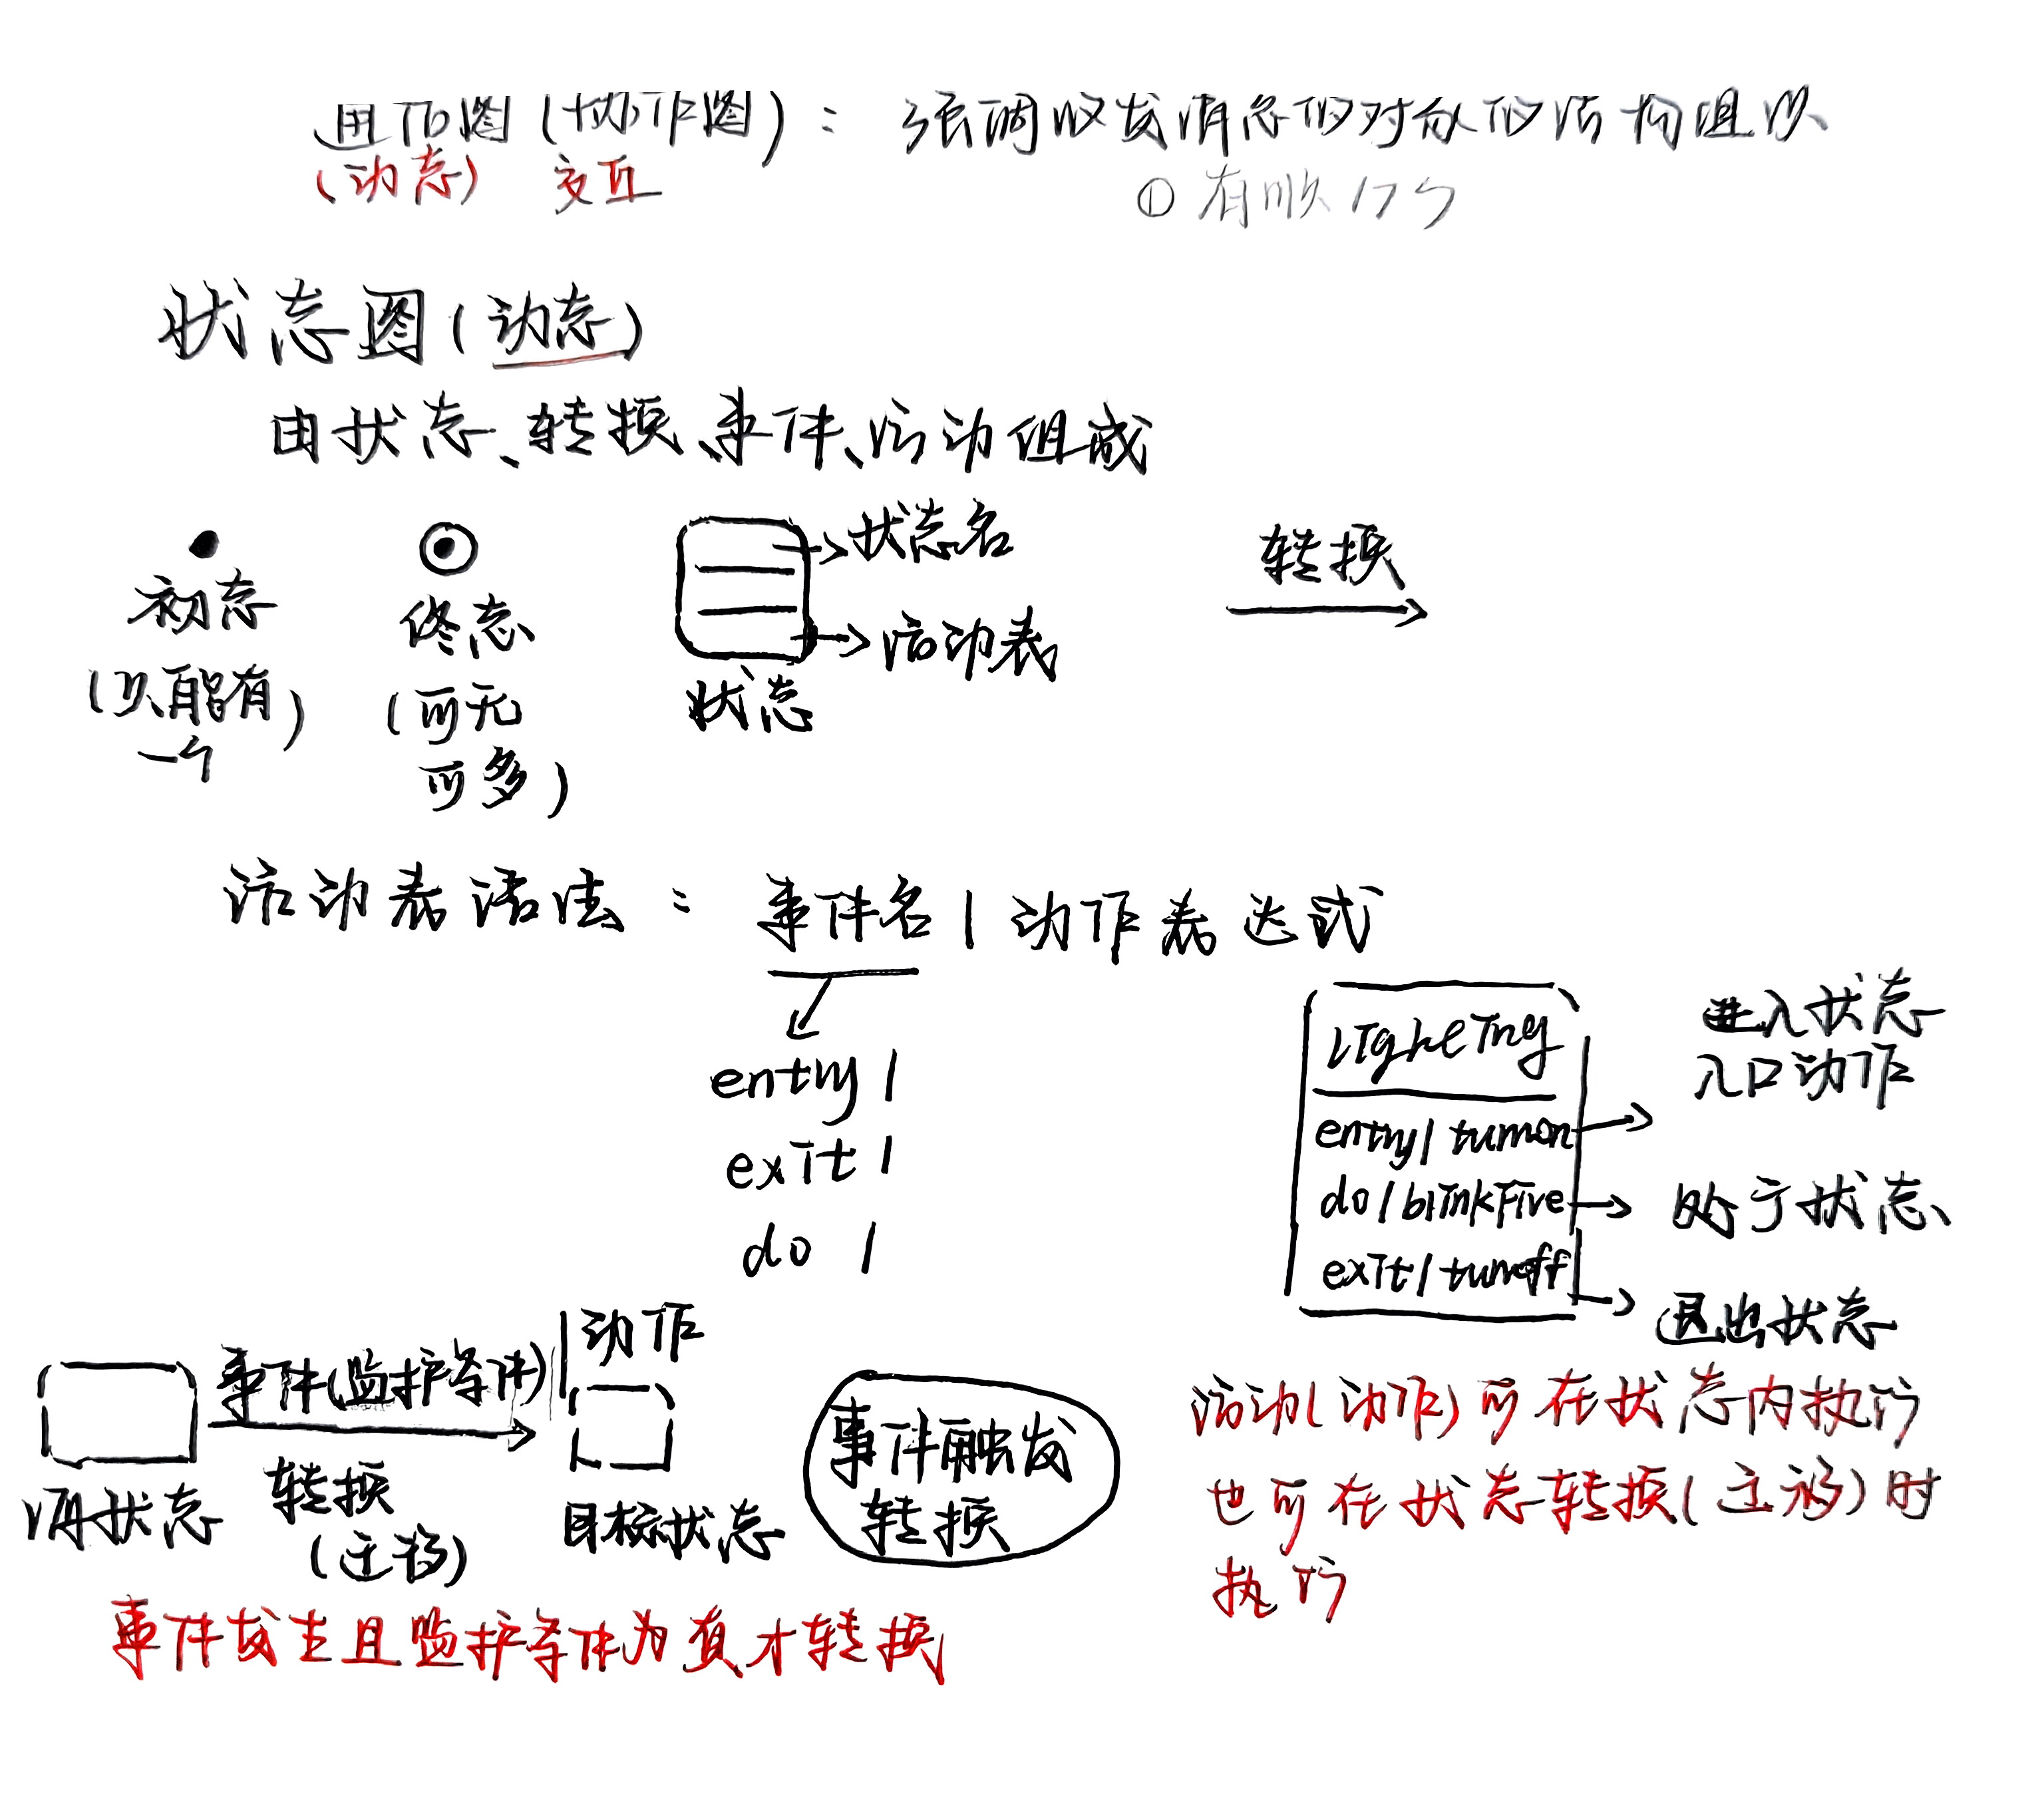 通信图(协作图)：强调收发消息的对象的结构组织
(动态) 交互
① 有顺序号
状态图(动态)
由状态、转换、事件、活动组成
初态
(只能有
一个)
终态
(可无
可多)
状态名
活动表
状态
转换
活动表语法：事件名/动作表达式
entry/
exit/
do /
Lighting
entry/turnon
do/blinkFive
exit/turnoff
进入状态
入口动作
处于状态
退出状态
事件(监护条件)/动作
源状态
转换
(迁移)
目标状态
事件触发
转换
活动(动作)可在状态内执行
也可在状态转换(迁移)时
执行
事件发生且监护条件为真才转换